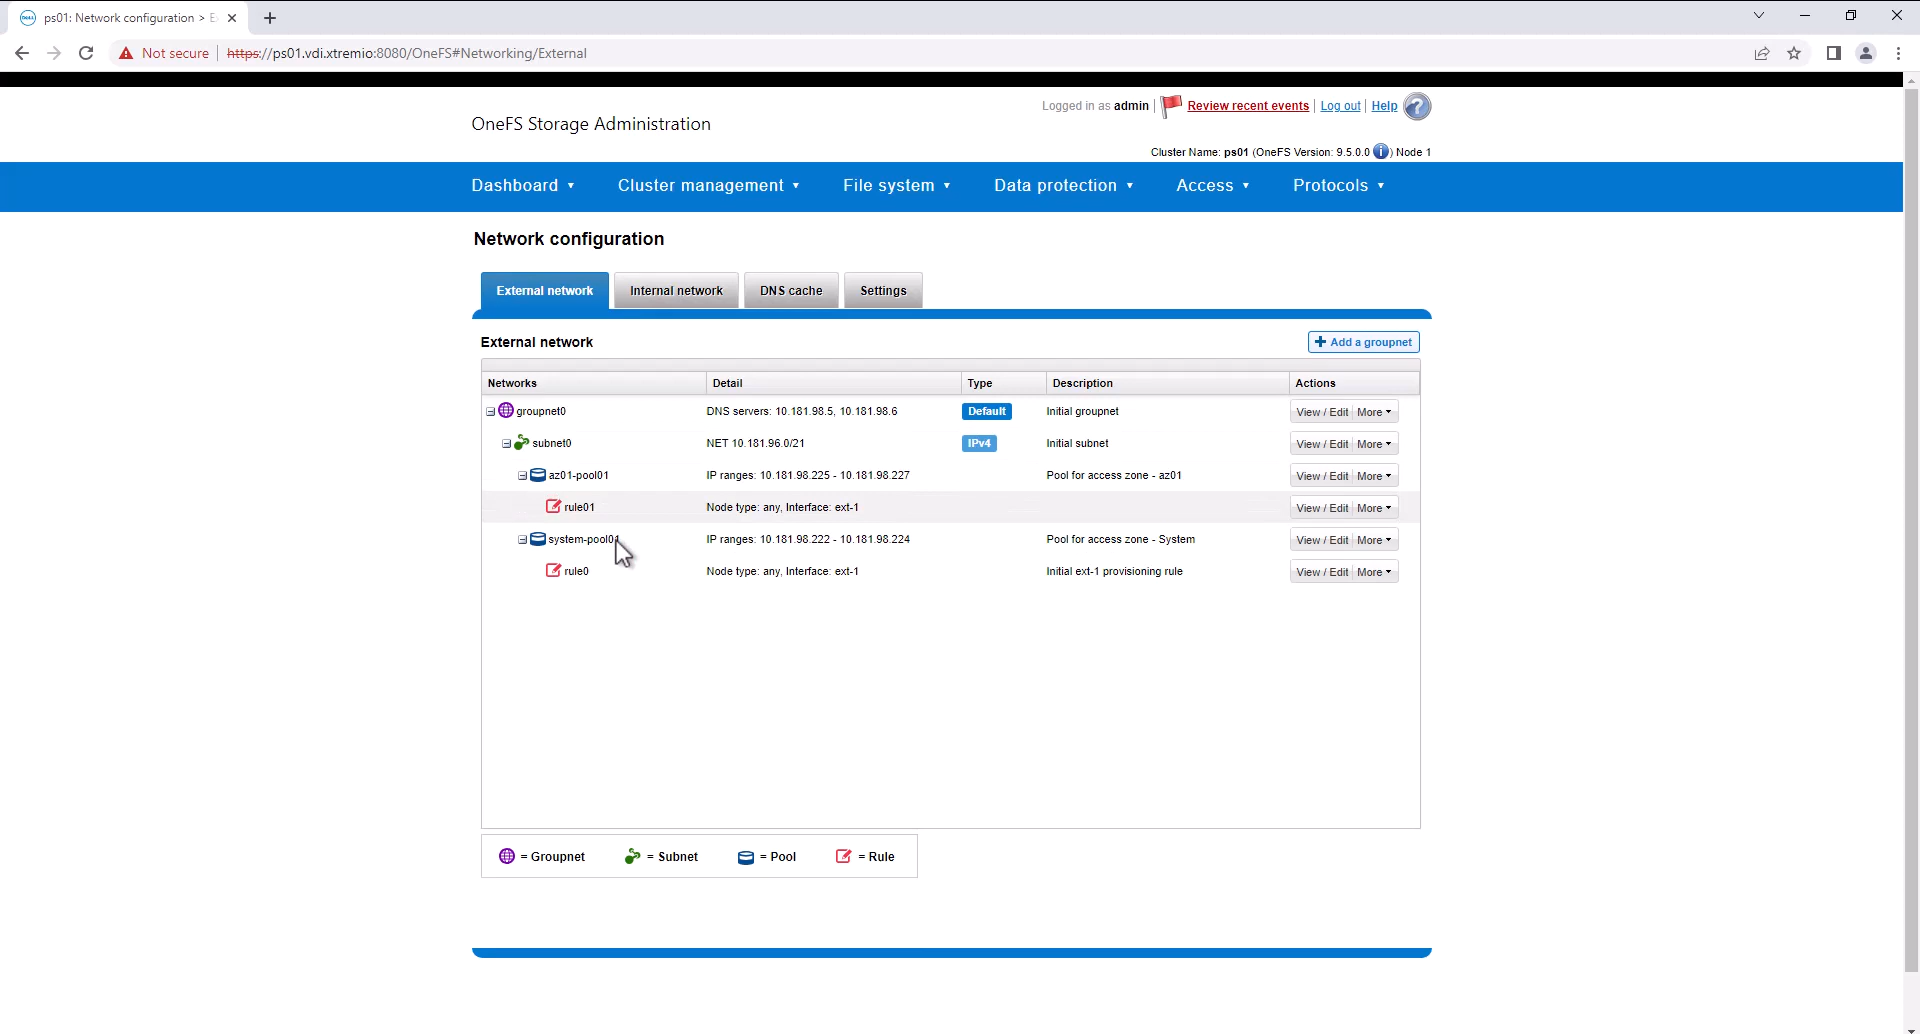 ps01: Network configuration > E
Not secure https://ps01.vdi.xtremio:8080/OneFS#Networking/External
Logged in as admin Review recent events Log out Help
OneFS Storage Administration
Cluster Name: ps01 (OneFS Version: 9.5.0.0 ) Node 1
Dashboard Cluster management File system Data protection Access Protocols
Network configuration
External network Internal network DNS cache Settings
External network + Add a groupnet
Networks Detail Type Description Actions
groupnet0 DNS servers: 10.181.98.5, 10.181.98.6 Default Initial groupnet View / Edit More
subnet0 NET 10.181.96.0/21 IPv4 Initial subnet View / Edit More
az01-pool01 IP ranges: 10.181.98.225 - 10.181.98.227 Pool for access zone - az01 View / Edit More
rule01 Node type: any, Interface: ext-1 View / Edit More
system-pool01 IP ranges: 10.181.98.222 - 10.181.98.224 Pool for access zone - System View / Edit More
rule0 Node type: any, Interface: ext-1 Initial ext-1 provisioning rule View / Edit More
= Groupnet = Subnet = Pool = Rule